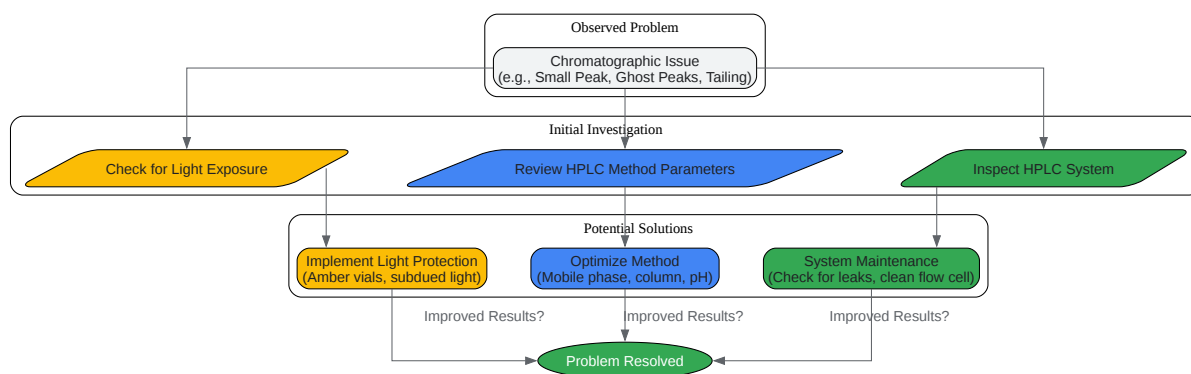 Observed Problem
Chromatographic Issue
(e.g., Small Peak, Ghost Peaks, Tailing)
Initial Investigation
Check for Light Exposure
Review HPLC Method Parameters
Inspect HPLC System
Potential Solutions
Implement Light Protection
(Amber vials, subdued light)
Optimize Method
(Mobile phase, column, pH)
System Maintenance
(Check for leaks, clean flow cell)
Improved Results?
Improved Results?
Improved Results?
Problem Resolved